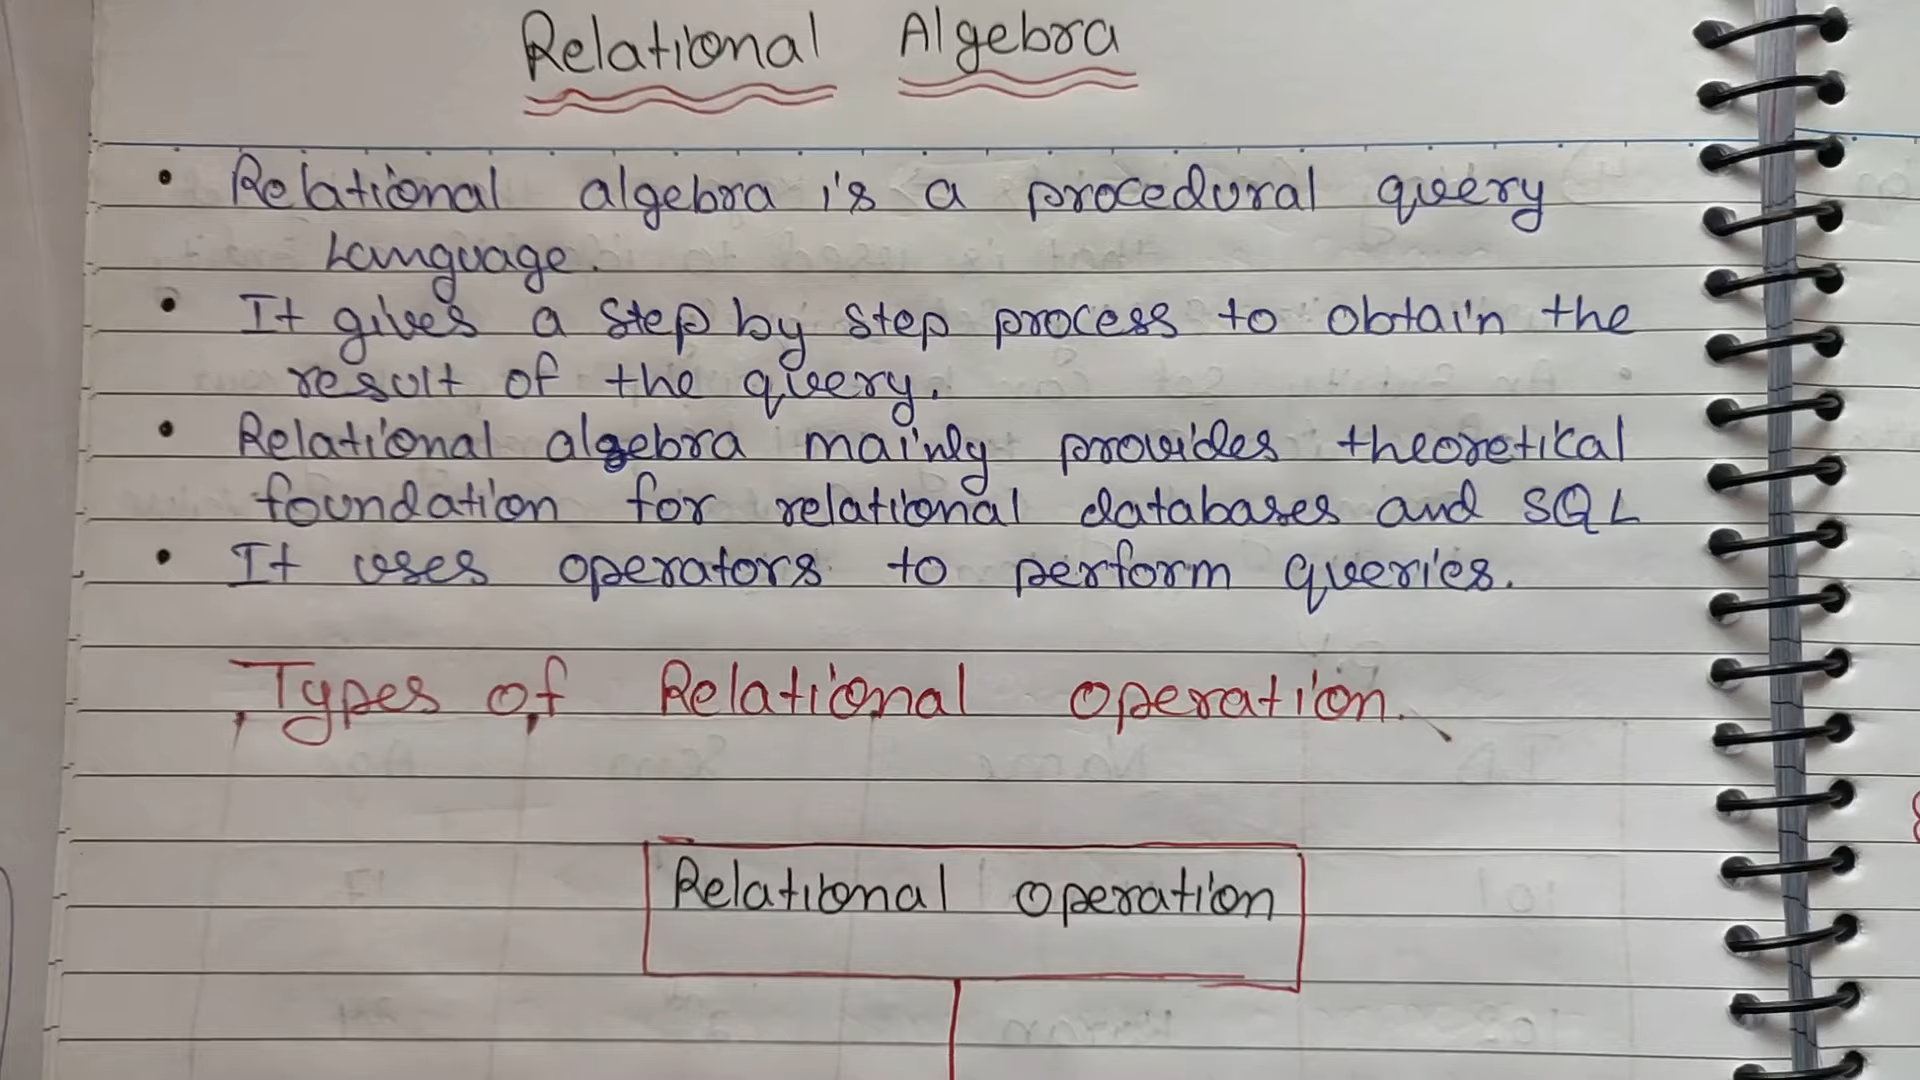 Relational Algebra
• Relational algebra is a procedural query
Language.
• It gives a step by step process to obtain the
result of the query.
• Relational algebra mainly provides theoretical
foundation for relational databases and SQL
• It uses operators to perform queries.
Types of Relational operation.
Relational operation